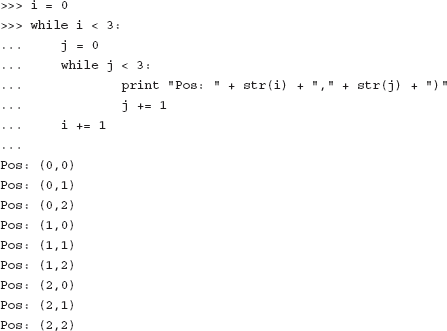 >>> i = 0
>>> while i < 3:
...     j = 0
...     while j < 3:
...             print "Pos: " + str(i) + "," + str(j) + ")"
...             j += 1
...     i += 1
...
Pos: (0,0)
Pos: (0,1)
Pos: (0,2)
Pos: (1,0)
Pos: (1,1)
Pos: (1,2)
Pos: (2,0)
Pos: (2,1)
Pos: (2,2)